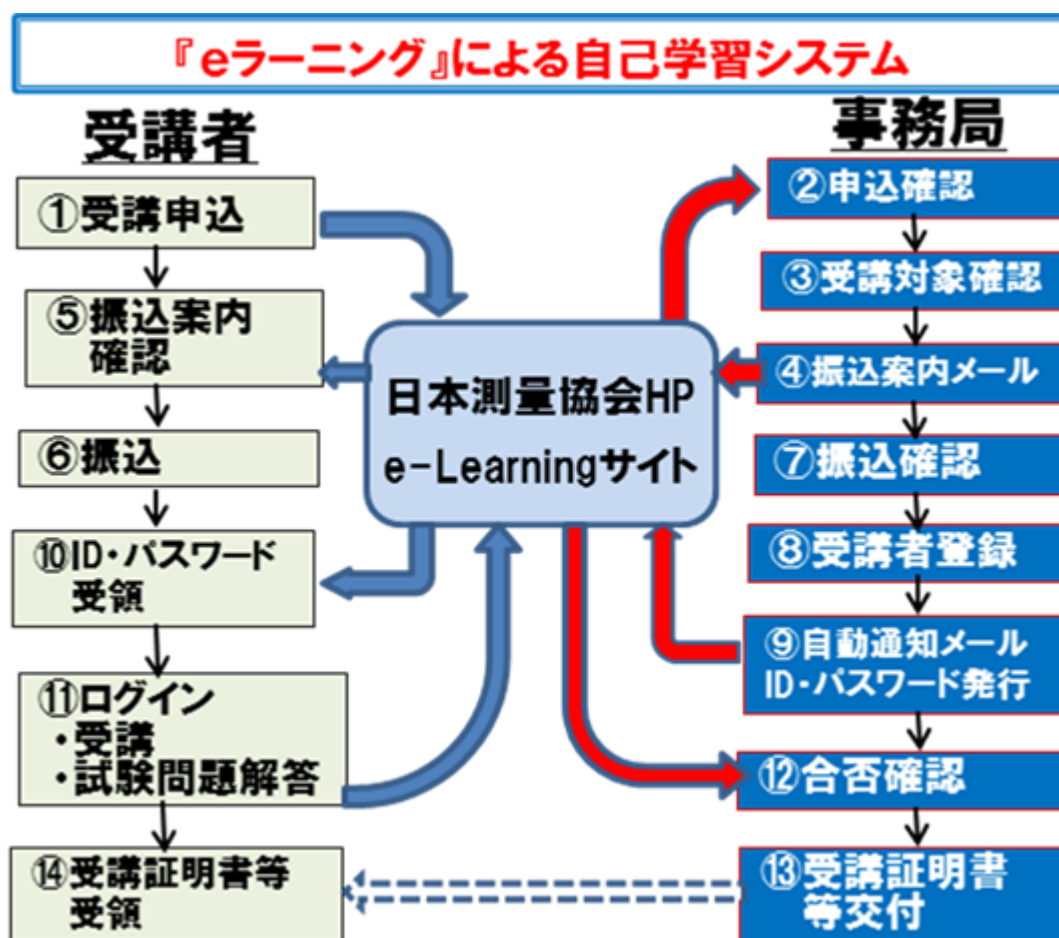 『eラーニング』による自己学習システム
受講者
①受講申込
⑤振込案内
確認
⑥振込
⑩ID・パスワード
受領
⑪ログイン
・受講
・試験問題解答
⑭受講証明書等
受領
日本測量協会HP
e-Learningサイト
事務局
②申込確認
③受講対象確認
④振込案内メール
⑦振込確認
⑧受講者登録
⑨自動通知メール
ID・パスワード発行
⑫合否確認
⑬受講証明書
等交付